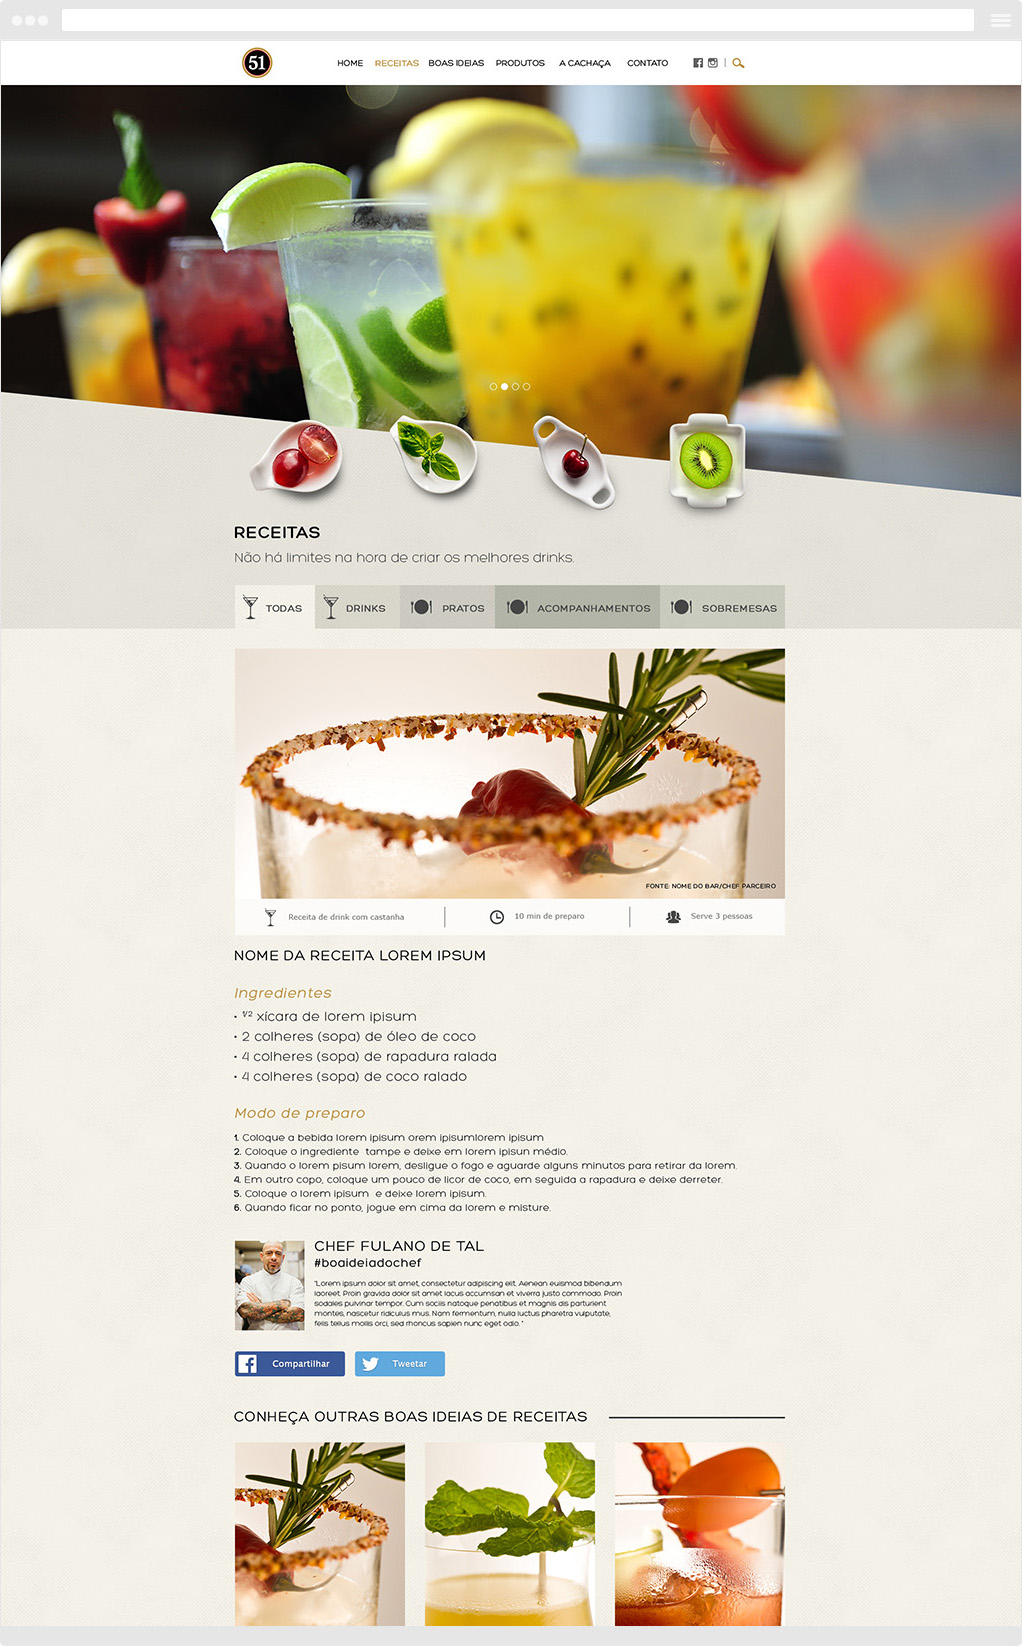 51
HOME RECEITAS BOAS IDEIAS PRODUTOS A CACHAÇA CONTATO
RECEITAS
Não há limites na hora de criar os melhores drinks.
TODAS DRINKS PRATOS ACOMPANHAMENTOS SOBREMESAS
FONTE: NOME DO BAR/CHEF PARCEIRO
Receita de drink com castanha 10 min de preparo Serve 3 pessoas
NOME DA RECEITA LOREM IPSUM
Ingredientes
• 1/2 xícara de lorem ipisum
• 2 colheres (sopa) de óleo de coco
• 4 colheres (sopa) de rapadura ralada
• 4 colheres (sopa) de coco ralado
Modo de preparo
1. Coloque a bebida lorem ipisum orem ipisumlorem ipisum
2. Coloque o ingrediente tampe e deixe em lorem ipisun médio.
3. Quando o lorem pisum lorem, desligue o fogo e aguarde alguns minutos para retirar da lorem.
4. Em outro copo, coloque um pouco de licor de coco, em seguida a rapadura e deixe derreter.
5. Coloque o lorem ipisum e deixe lorem ipisum.
6. Quando ficar no ponto, jogue em cima da lorem e misture.
CHEF FULANO DE TAL
#boaideiadochef
"Lorem ipsum dolor sit amet, consectetur adipiscing elit. Aenean euismod bibendum
laoreet. Proin gravida dolor sit amet lacus accumsan et viverra justo commodo. Proin
sodales pulvinar tempor. Cum sociis natoque penatibus et magnis dis parturient
montes, nascetur ridiculus mus. Nam fermentum, nulla luctus pharetra vulputate,
felis tellus mollis orci, sed rhoncus sapien nunc eget odio. "
Compartilhar Tweetar
CONHEÇA OUTRAS BOAS IDEIAS DE RECEITAS